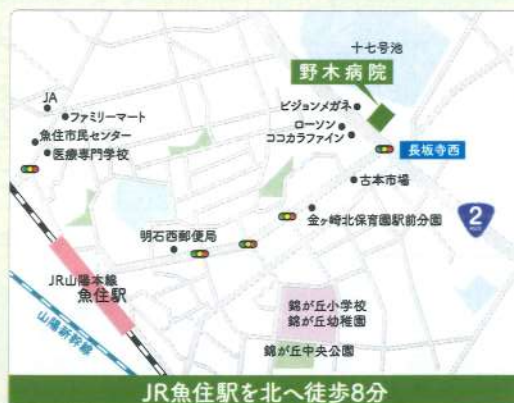 十七号池
野木病院
ビジョンメガネ
ローソン
ココカラファイン
長坂寺西
古本市場
金ヶ崎北保育園駅前分園
2
JA
ファミリーマート
魚住市民センター
医療専門学校
明石西郵便局
JR山陽本線
魚住駅
山陽新幹線
錦が丘小学校
錦が丘幼稚園
錦が丘中央公園
JR魚住駅を北へ徒歩8分